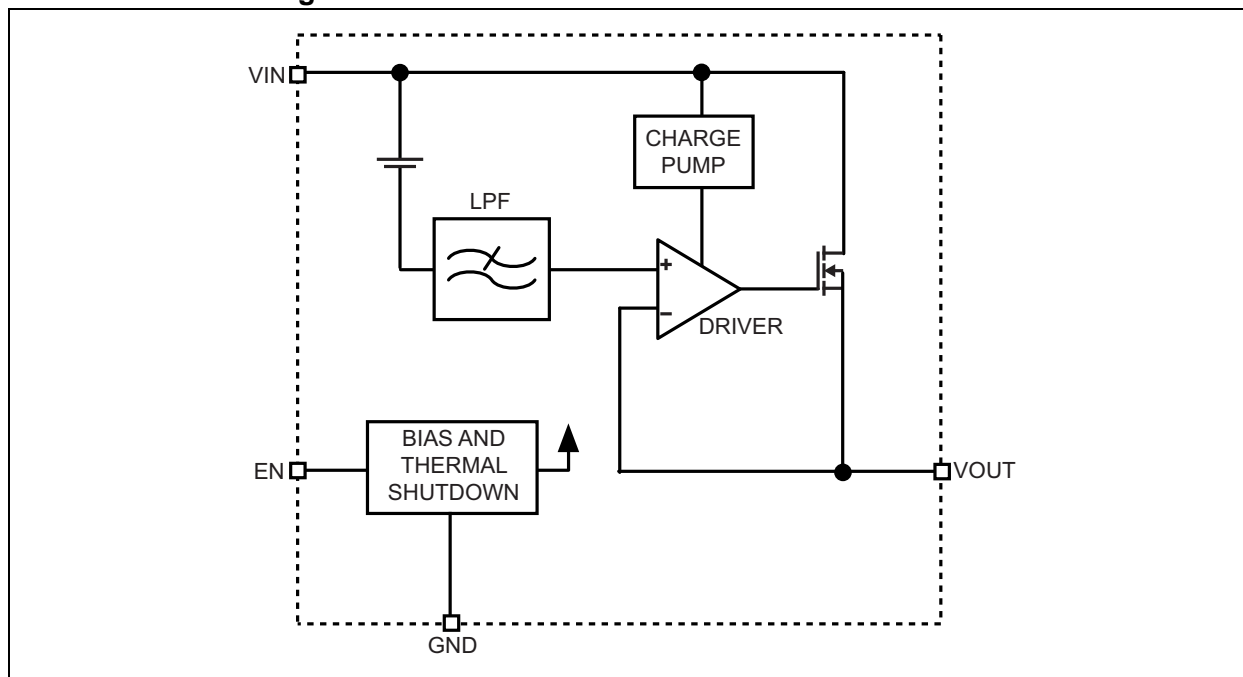 VIN
CHARGE
PUMP
LPF
+
−
DRIVER
BIAS AND
THERMAL
SHUTDOWN
EN
VOUT
GND